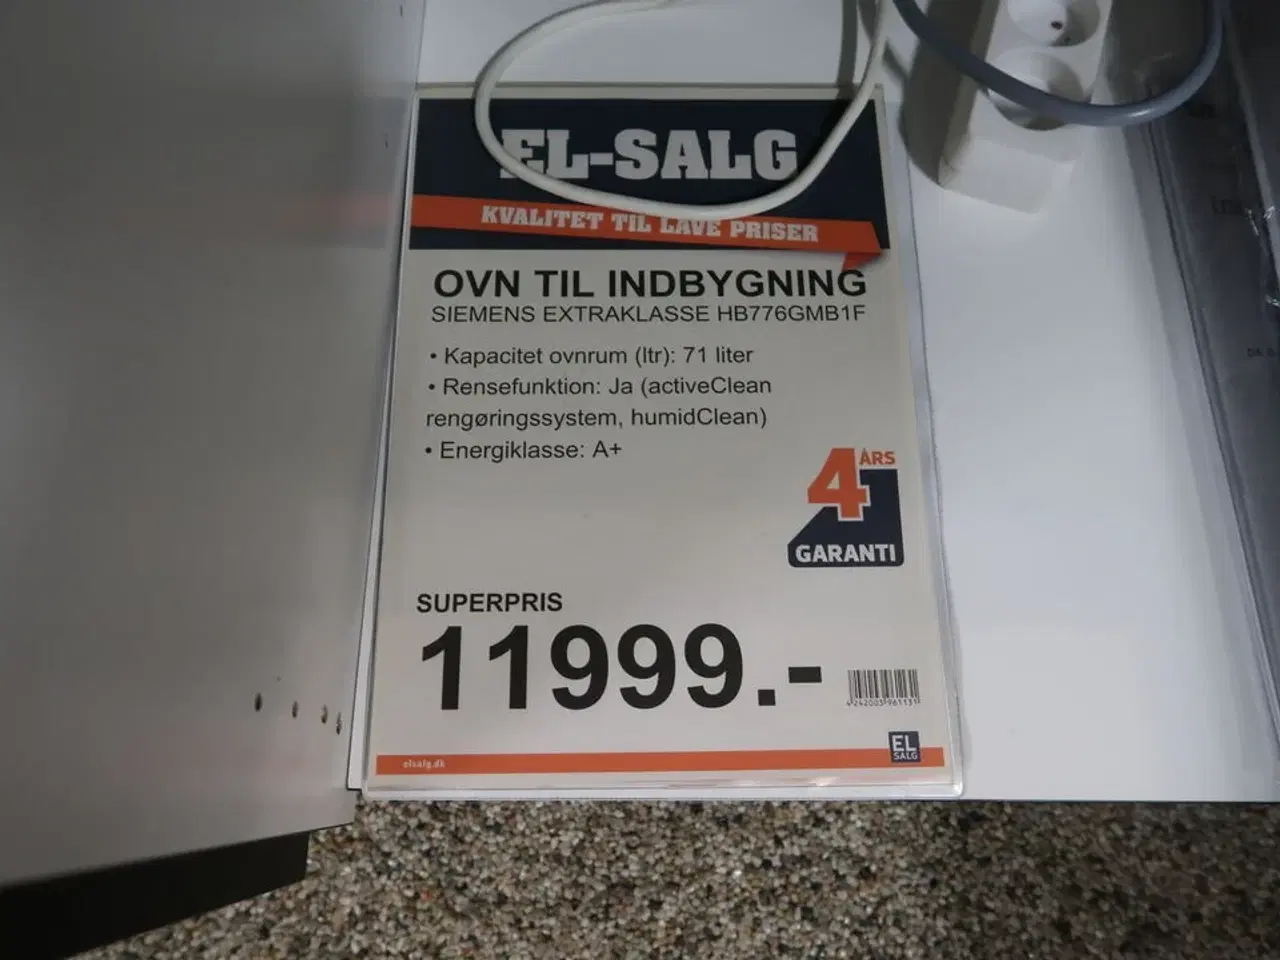 EL-SALG
KVALITET TIL LAVE PRISER
OVN TIL INDBYGNING
SIEMENS EXTRAKLASSE HB776GMB1F
• Kapacitet ovnrum (ltr): 71 liter
• Rensefunktion: Ja (activeClean
rengøringssystem, humidClean)
• Energiklasse: A+
4 ÅRS
GARANTI
SUPERPRIS
11999.-
4242003961131
EL
SALG
elsalg.dk